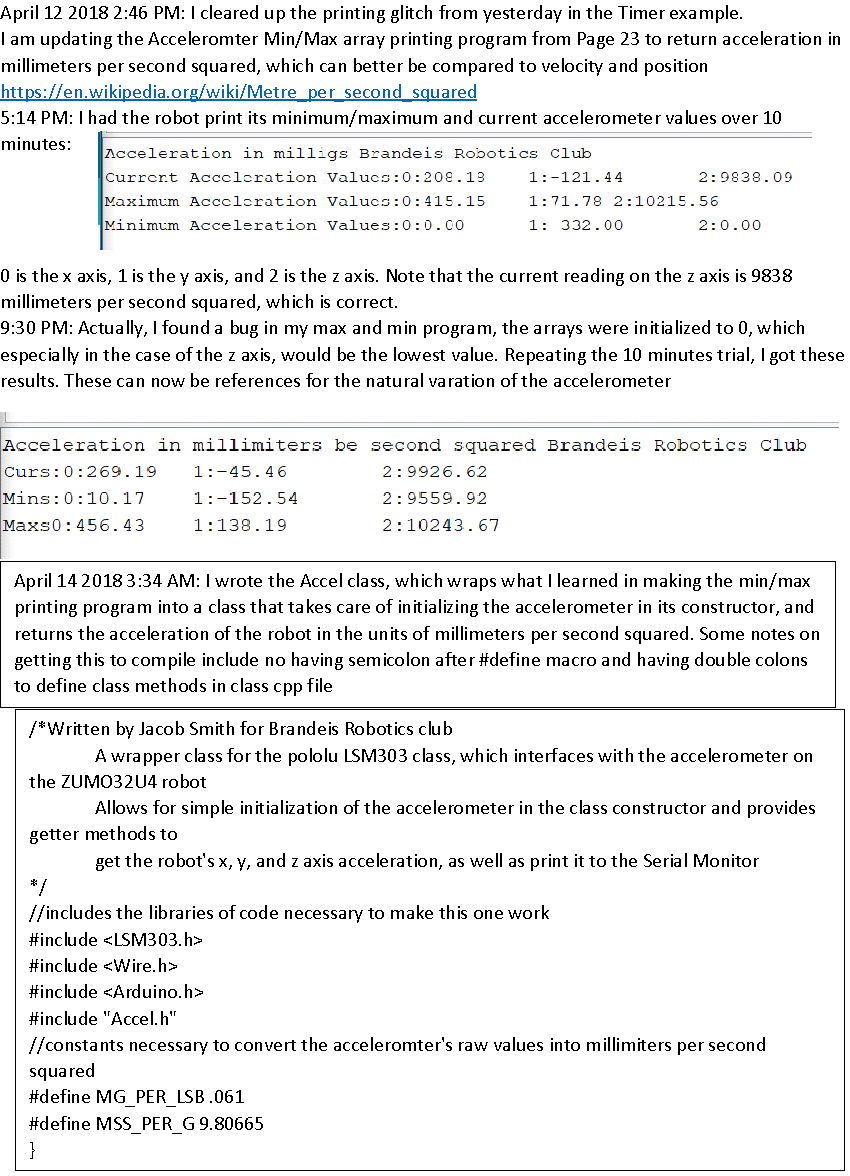 April 12 2018 2:46 PM: I cleared up the printing glitch from yesterday in the Timer example.
I am updating the Acceleromter Min/Max array printing program from Page 23 to return acceleration in
millimeters per second squared, which can better be compared to velocity and position
https://en.wikipedia.org/wiki/Metre_per_second_squared
5:14 PM: I had the robot print its minimum/maximum and current accelerometer values over 10
minutes:
Acceleration in milligs Brandeis Robotics Club
Current Acceleration Values:0:208.18 1:-121.44 2:9838.09
Maximum Acceleration Values:0:415.15 1:71.78 2:10215.56
Minimum Acceleration Values:0:0.00 1: 332.00 2:0.00
0 is the x axis, 1 is the y axis, and 2 is the z axis. Note that the current reading on the z axis is 9838
millimeters per second squared, which is correct.
9:30 PM: Actually, I found a bug in my max and min program, the arrays were initialized to 0, which
especially in the case of the z axis, would be the lowest value. Repeating the 10 minutes trial, I got these
results. These can now be references for the natural varation of the accelerometer
Acceleration in millimiters be second squared Brandeis Robotics Club
Curs:0:269.19 1:-45.46 2:9926.62
Mins:0:10.17 1:-152.54 2:9559.92
Maxs0:456.43 1:138.19 2:10243.67
April 14 2018 3:34 AM: I wrote the Accel class, which wraps what I learned in making the min/max
printing program into a class that takes care of initializing the accelerometer in its constructor, and
returns the acceleration of the robot in the units of millimeters per second squared. Some notes on
getting this to compile include no having semicolon after #define macro and having double colons
to define class methods in class cpp file
/*Written by Jacob Smith for Brandeis Robotics club
A wrapper class for the pololu LSM303 class, which interfaces with the accelerometer on
the ZUMO32U4 robot
Allows for simple initialization of the accelerometer in the class constructor and provides
getter methods to
get the robot's x, y, and z axis acceleration, as well as print it to the Serial Monitor
*/
//includes the libraries of code necessary to make this one work
#include <LSM303.h>
#include <Wire.h>
#include <Arduino.h>
#include "Accel.h"
//constants necessary to convert the acceleromter's raw values into millimiters per second
squared
#define MG_PER_LSB .061
#define MSS_PER_G 9.80665
}